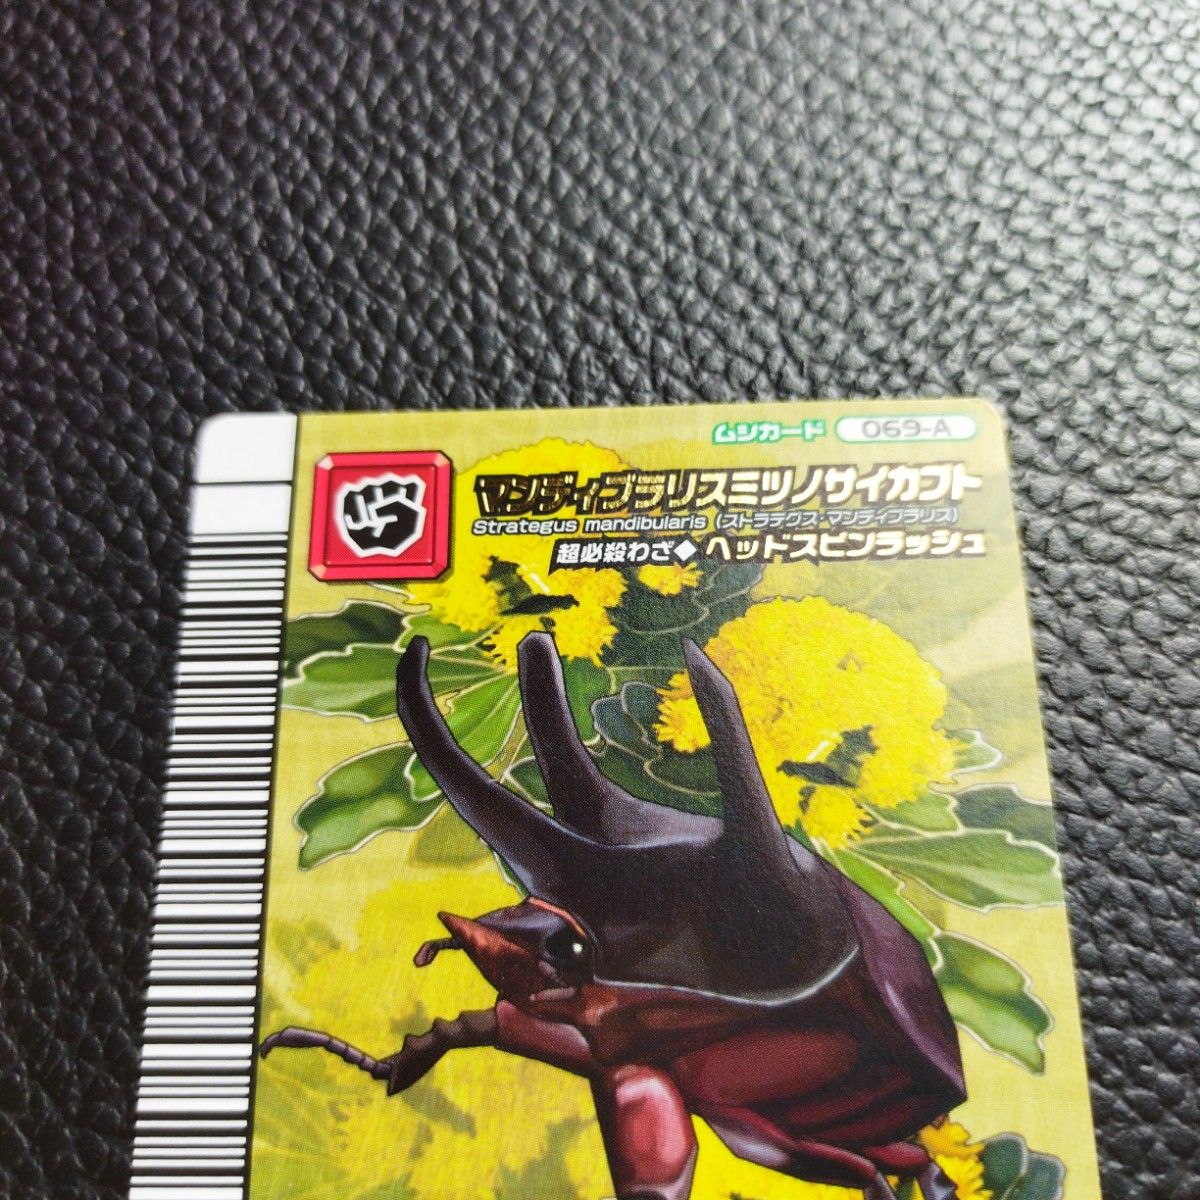 ムシカード 069-A
マンディブラリスミツノサイカブト
Strategus mandibularis (ストラテグス・マンディブラリス)
超必殺わざ◆ヘッドスピンラッシュ